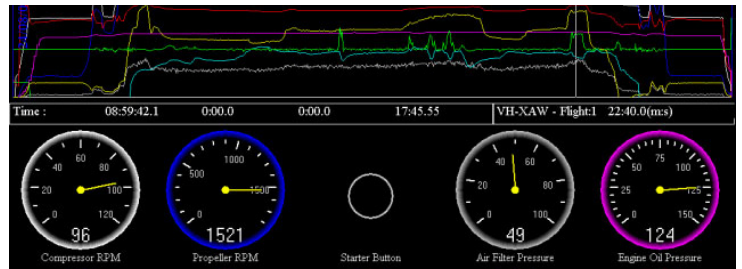 Time : 08:59:42.1 0:00.0 0:00.0 17:45.55 VH-XAW - Flight:1 22:40.0(m:s)
0 20 40 60 80 100 120
96
Compressor RPM
500 1000 1500
1521
Propeller RPM
Starter Button
0 20 40 60 80 100
49
Air Filter Pressure
0 25 50 75 100 125 150
124
Engine Oil Pressure